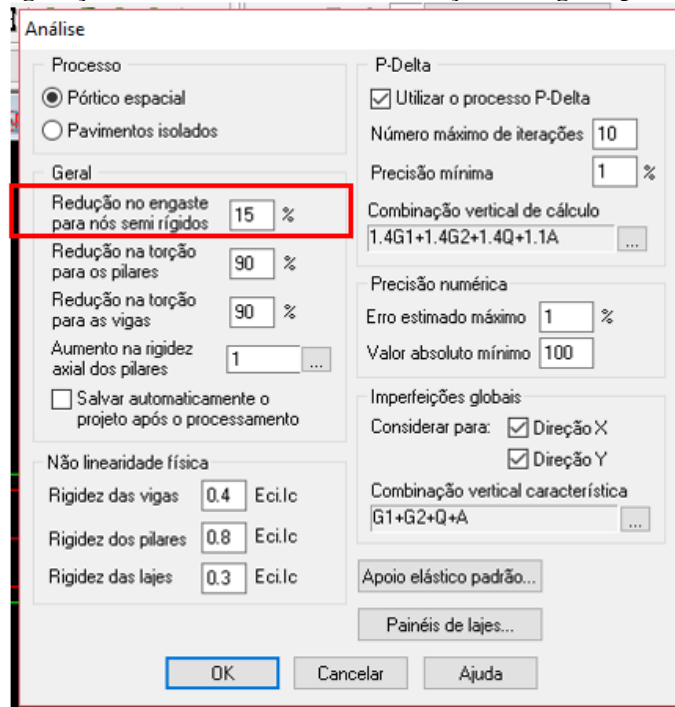 Análise
Processo
Pórtico espacial
Pavimentos isolados
Geral
Redução no engaste
para nós semi rígidos
15 %
Redução na torção
para os pilares
90 %
Redução na torção
para as vigas
90 %
Aumento na rigidez
axial dos pilares
1 ...
Salvar automaticamente o
projeto após o processamento
Não linearidade física
Rigidez das vigas 0.4 Eci.Ic
Rigidez dos pilares 0.8 Eci.Ic
Rigidez das lajes 0.3 Eci.Ic
P-Delta
Utilizar o processo P-Delta
Número máximo de iterações 10
Precisão mínima 1 %
Combinação vertical de cálculo
1.4G1+1.4G2+1.4Q+1.1A ...
Precisão numérica
Erro estimado máximo 1 %
Valor absoluto mínimo 100
Imperfeições globais
Considerar para: Direção X
Direção Y
Combinação vertical característica
G1+G2+Q+A ...
Apoio elástico padrão...
Painéis de lajes...
OK Cancelar Ajuda